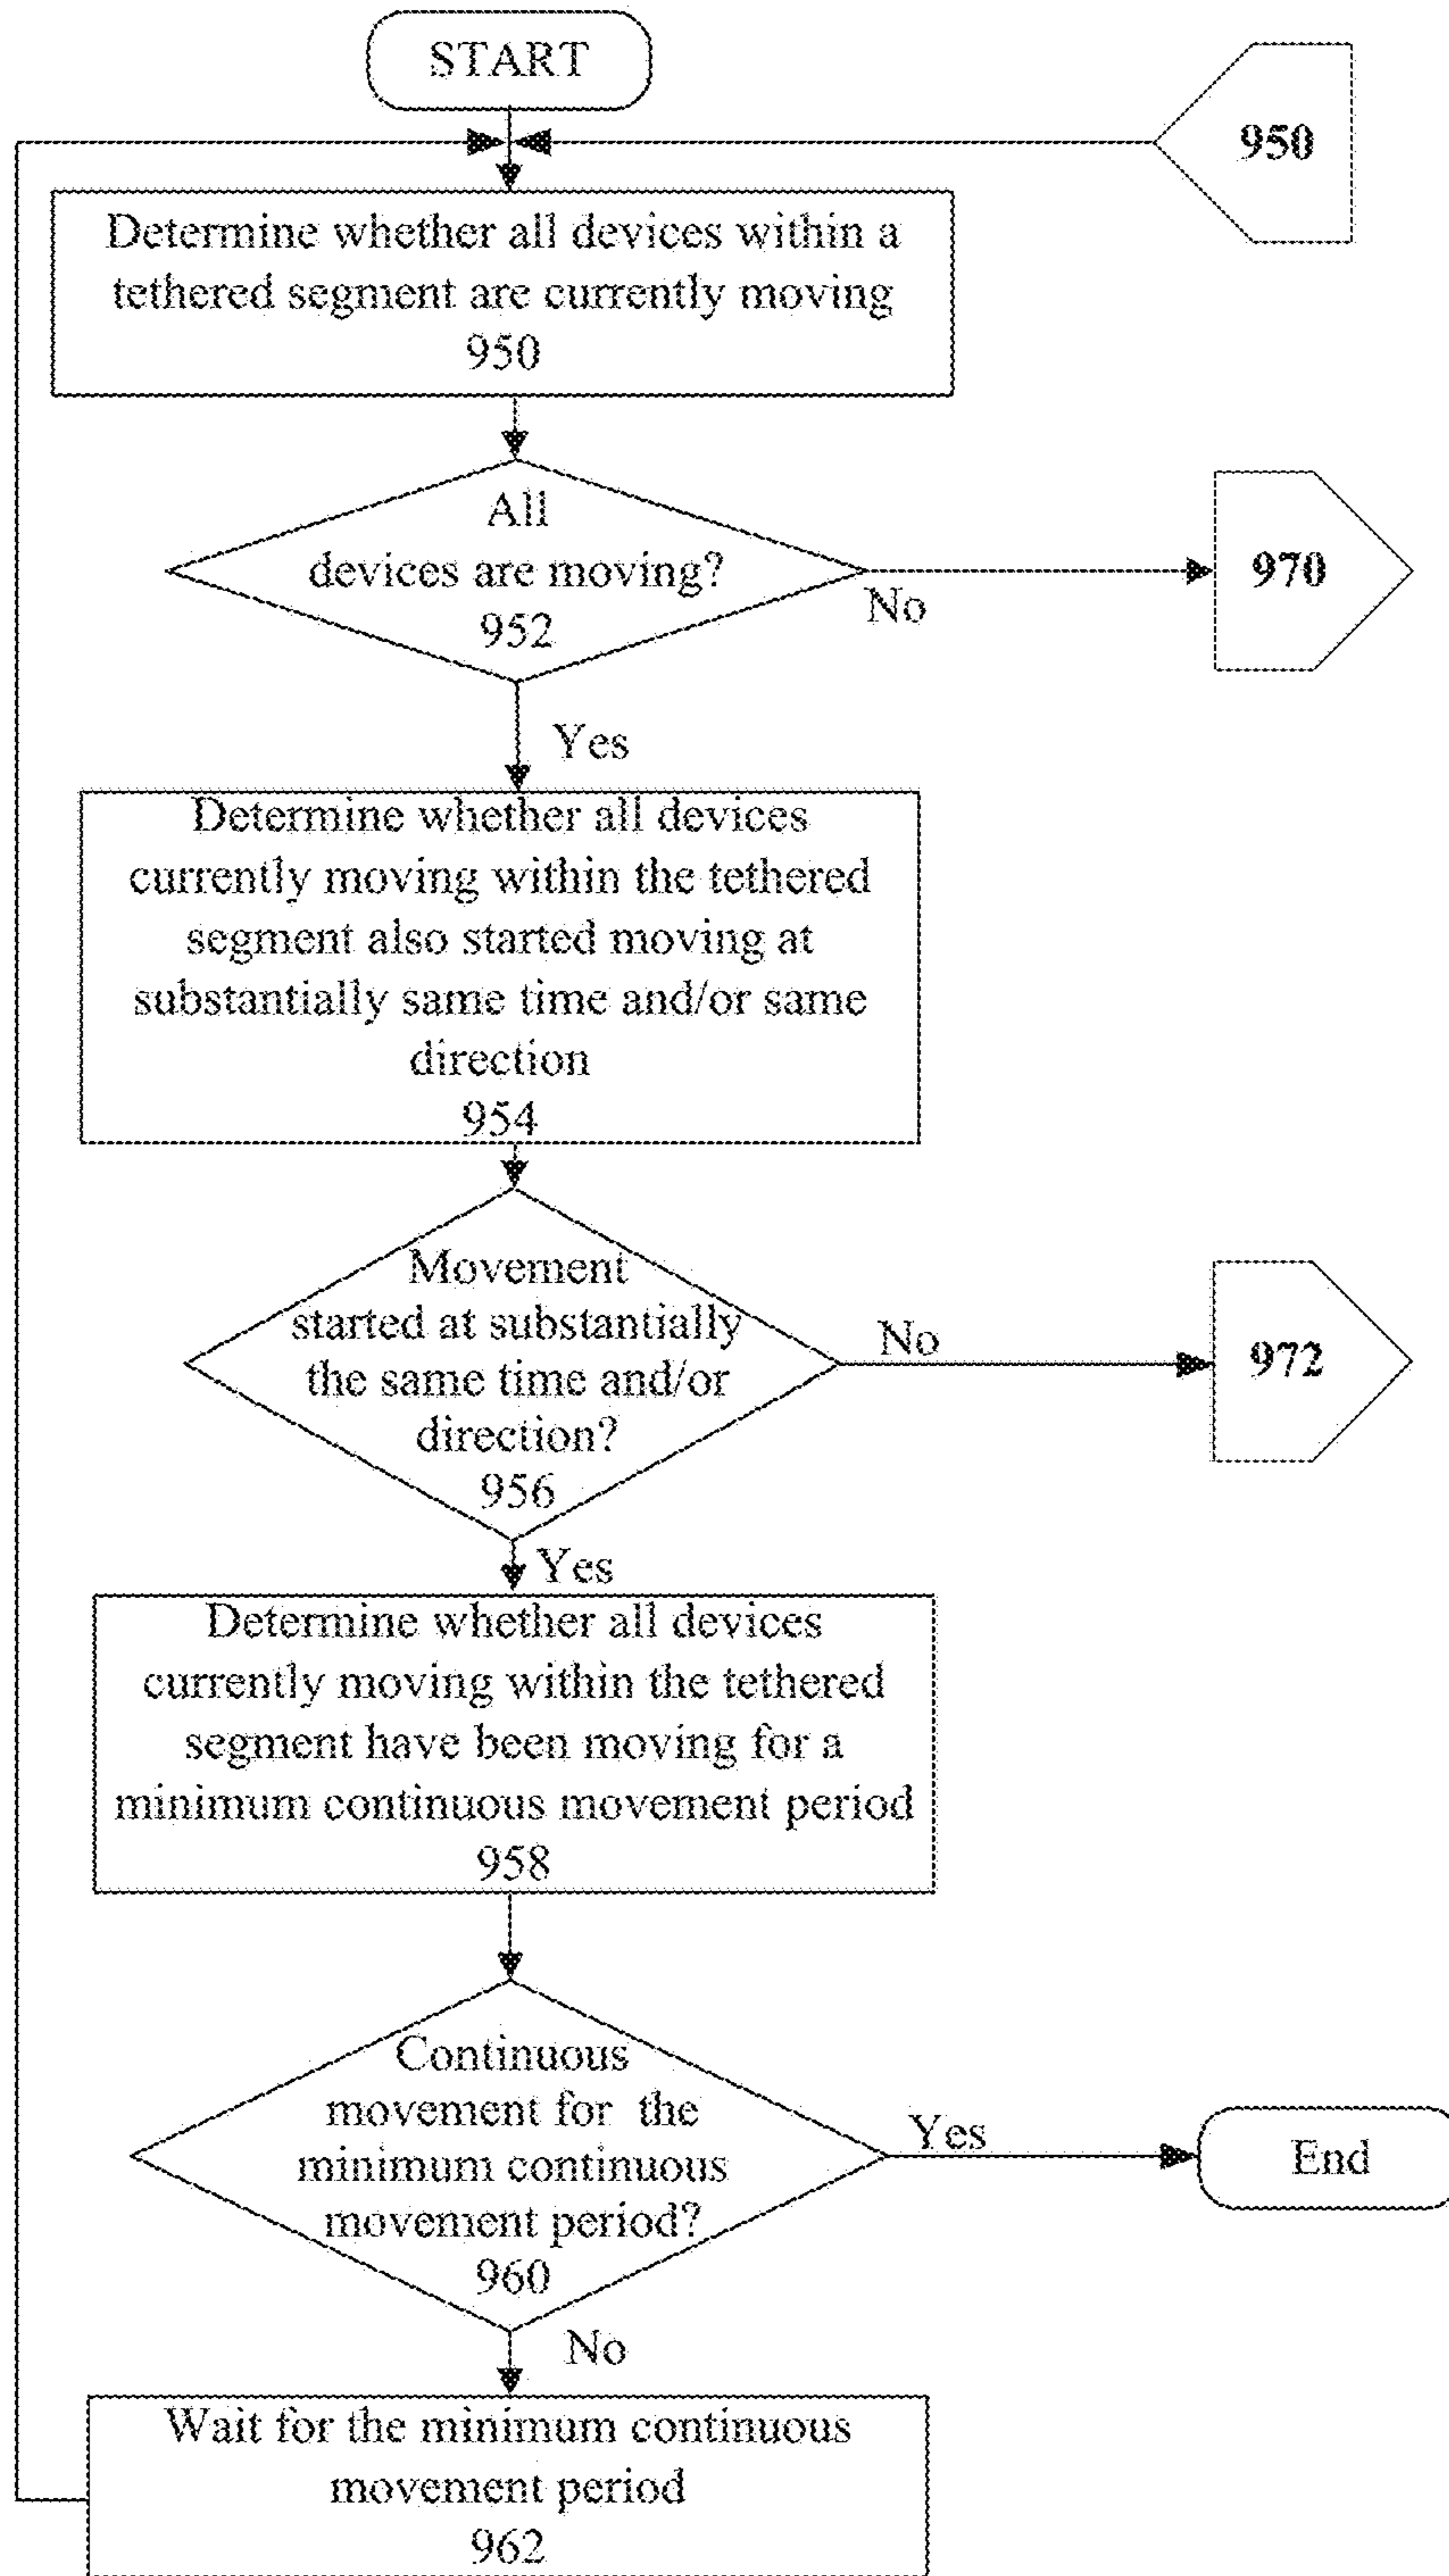 START
950
Determine whether all devices within a
tethered segment are currently moving
950
All
devices are moving?
952
No
970
Yes
Determine whether all devices
currently moving within the tethered
segment also started moving at
substantially same time and/or same
direction
954
Movement
started at substantially
the same time and/or
direction?
956
No
972
Yes
Determine whether all devices
currently moving within the tethered
segment have been moving for a
minimum continuous movement period
958
Continuous
movement for the
minimum continuous
movement period?
960
Yes
End
No
Wait for the minimum continuous
movement period
962